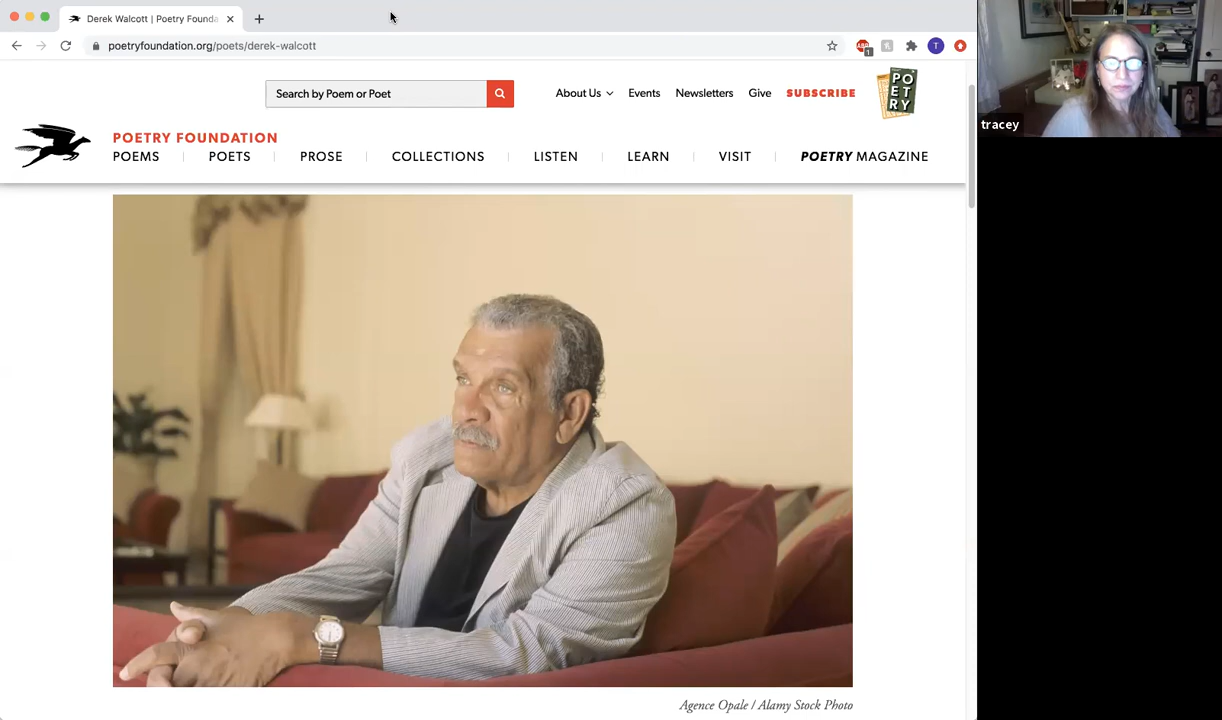 Derek Walcott | Poetry Founda
poetryfoundation.org/poets/derek-walcott
ABP
1
T
Search by Poem or Poet
About Us
Events
Newsletters
Give
SUBSCRIBE
PO
ET
RY
POETRY FOUNDATION
POEMS
POETS
PROSE
COLLECTIONS
LISTEN
LEARN
VISIT
POETRY MAGAZINE
tracey
Agence Opale / Alamy Stock Photo